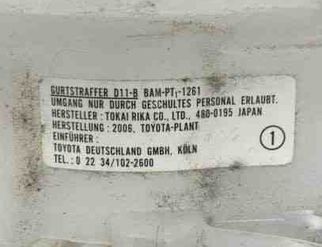 GURTSTRAFFER D11-B BAM-PT₁-1261
UMGANG NUR DURCH GESCHULTES PERSONAL ERLAUBT.
HERSTELLER : TOKAI RIKA CO., LTD., 480-0195 JAPAN
HERSTELLUNG : 2006, TOYOTA-PLANT
EINFÜHRER :
TOYOTA DEUTSCHLAND GMBH, KÖLN
TEL.: 0 22 34/102-2600
①